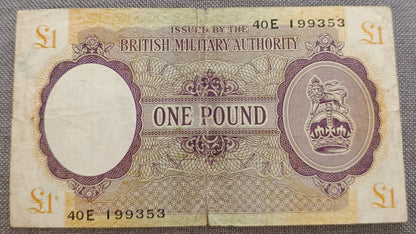 £1
ISSUED BY THE
40E 199353
BRITISH MILITARY AUTHORITY
£1
ONE POUND
£1
40E 199353
£1